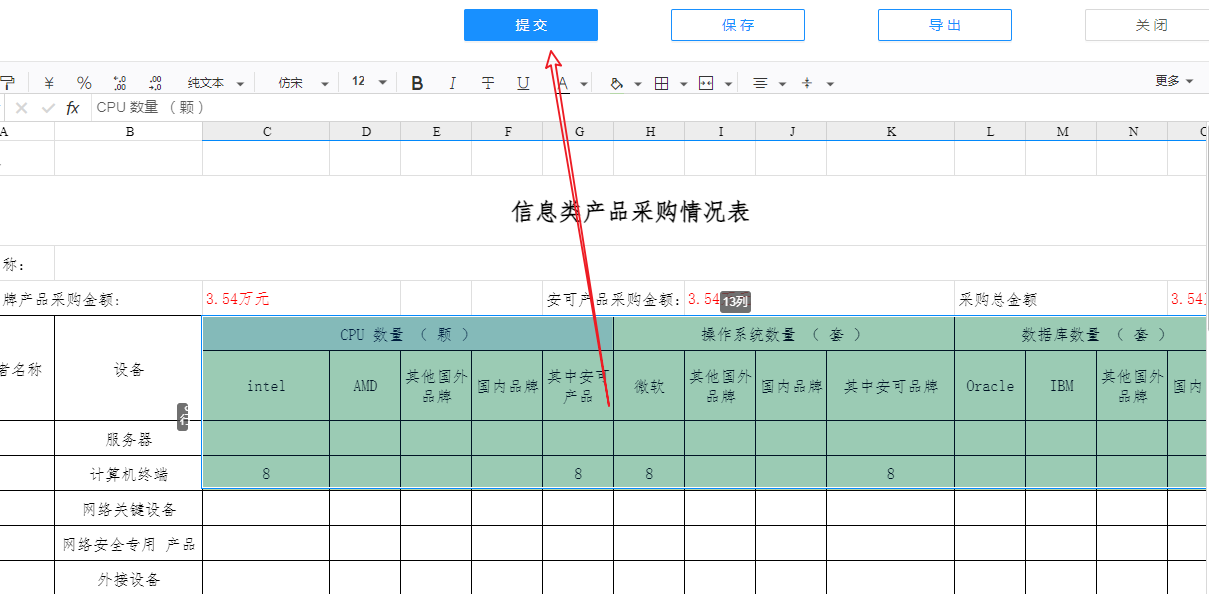 提交 保存 导出 关闭
¥ % 纯文本 仿宋 12 B I T U A 更多
fx CPU 数量 （ 颗 ）
A B C D E F G H I J K L M N
信息类产品采购情况表
称:
牌产品采购金额: 3.54万元 安可产品采购金额: 3.54 13列 采购总金额 3.54
者名称 设备 CPU 数量 （ 颗 ） 操作系统数量 （ 套 ） 数据库数量 （ 套 ）
intel AMD 其他国外品牌 国内品牌 其中安可产品 微软 其他国外品牌 国内品牌 其中安可品牌 Oracle IBM 其他国外品牌 国内
服务器
计算机终端 8 8 8 8
网络关键设备
网络安全专用 产品
外接设备